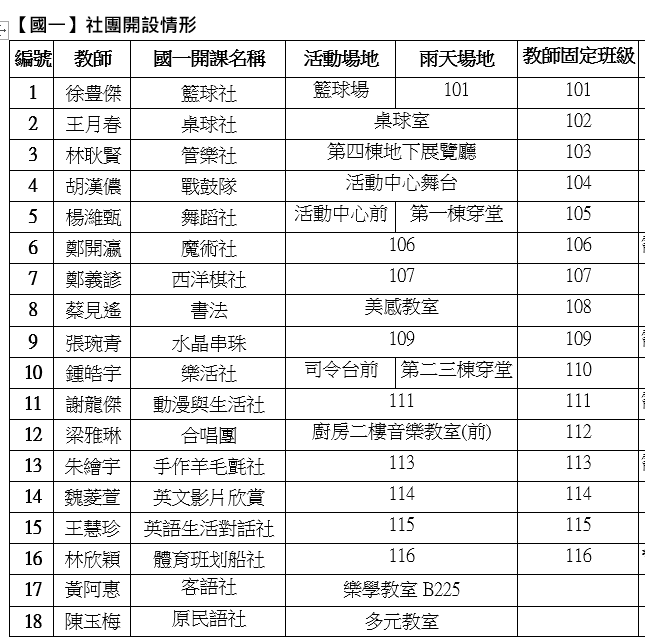 【國一】社團開設情形
編號 教師 國一開課名稱 活動場地 雨天場地 教師固定班級
1 徐豊傑 籃球社 籃球場 101 101
2 王月春 桌球社 桌球室 102
3 林耿賢 管樂社 第四棟地下展覽廳 103
4 胡漢儂 戰鼓隊 活動中心舞台 104
5 楊濰甄 舞蹈社 活動中心前 第一棟穿堂 105
6 鄭開瀛 魔術社 106 106
7 鄭義諺 西洋棋社 107 107
8 蔡見遙 書法 美感教室 108
9 張琬青 水晶串珠 109 109
10 鍾皓宇 樂活社 司令台前 第二三棟穿堂 110
11 謝龍傑 動漫與生活社 111 111
12 梁雅琳 合唱團 廚房二樓音樂教室(前) 112
13 朱繪宇 手作羊毛氈社 113 113
14 魏菱萱 英文影片欣賞 114 114
15 王慧珍 英語生活對話社 115 115
16 林欣穎 體育班划船社 116 116
17 黃阿惠 客語社 樂學教室 B225
18 陳玉梅 原民語社 多元教室